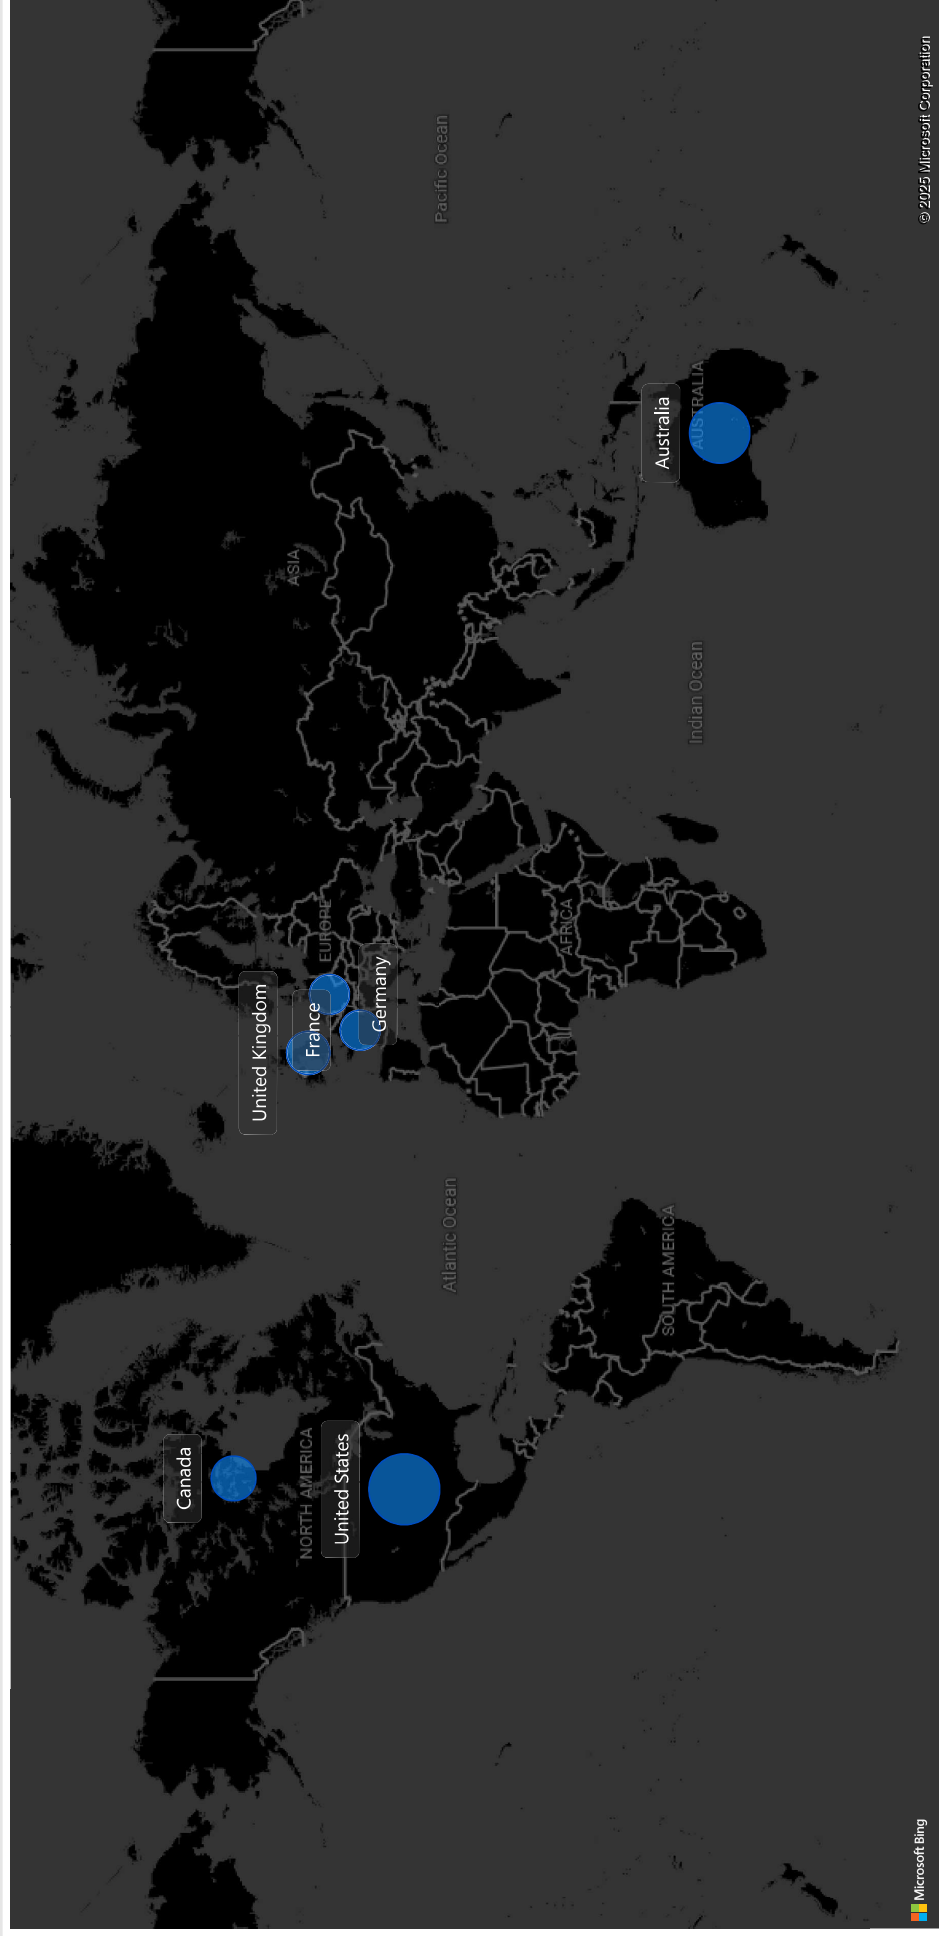 Canada
NORTH AMERICA
United States
United Kingdom
EUROPE
France
Germany
ASIA
Pacific Ocean
Atlantic Ocean
AFRICA
SOUTH AMERICA
Indian Ocean
Australia
AUSTRALIA
Microsoft Bing
© 2025 Microsoft Corporation